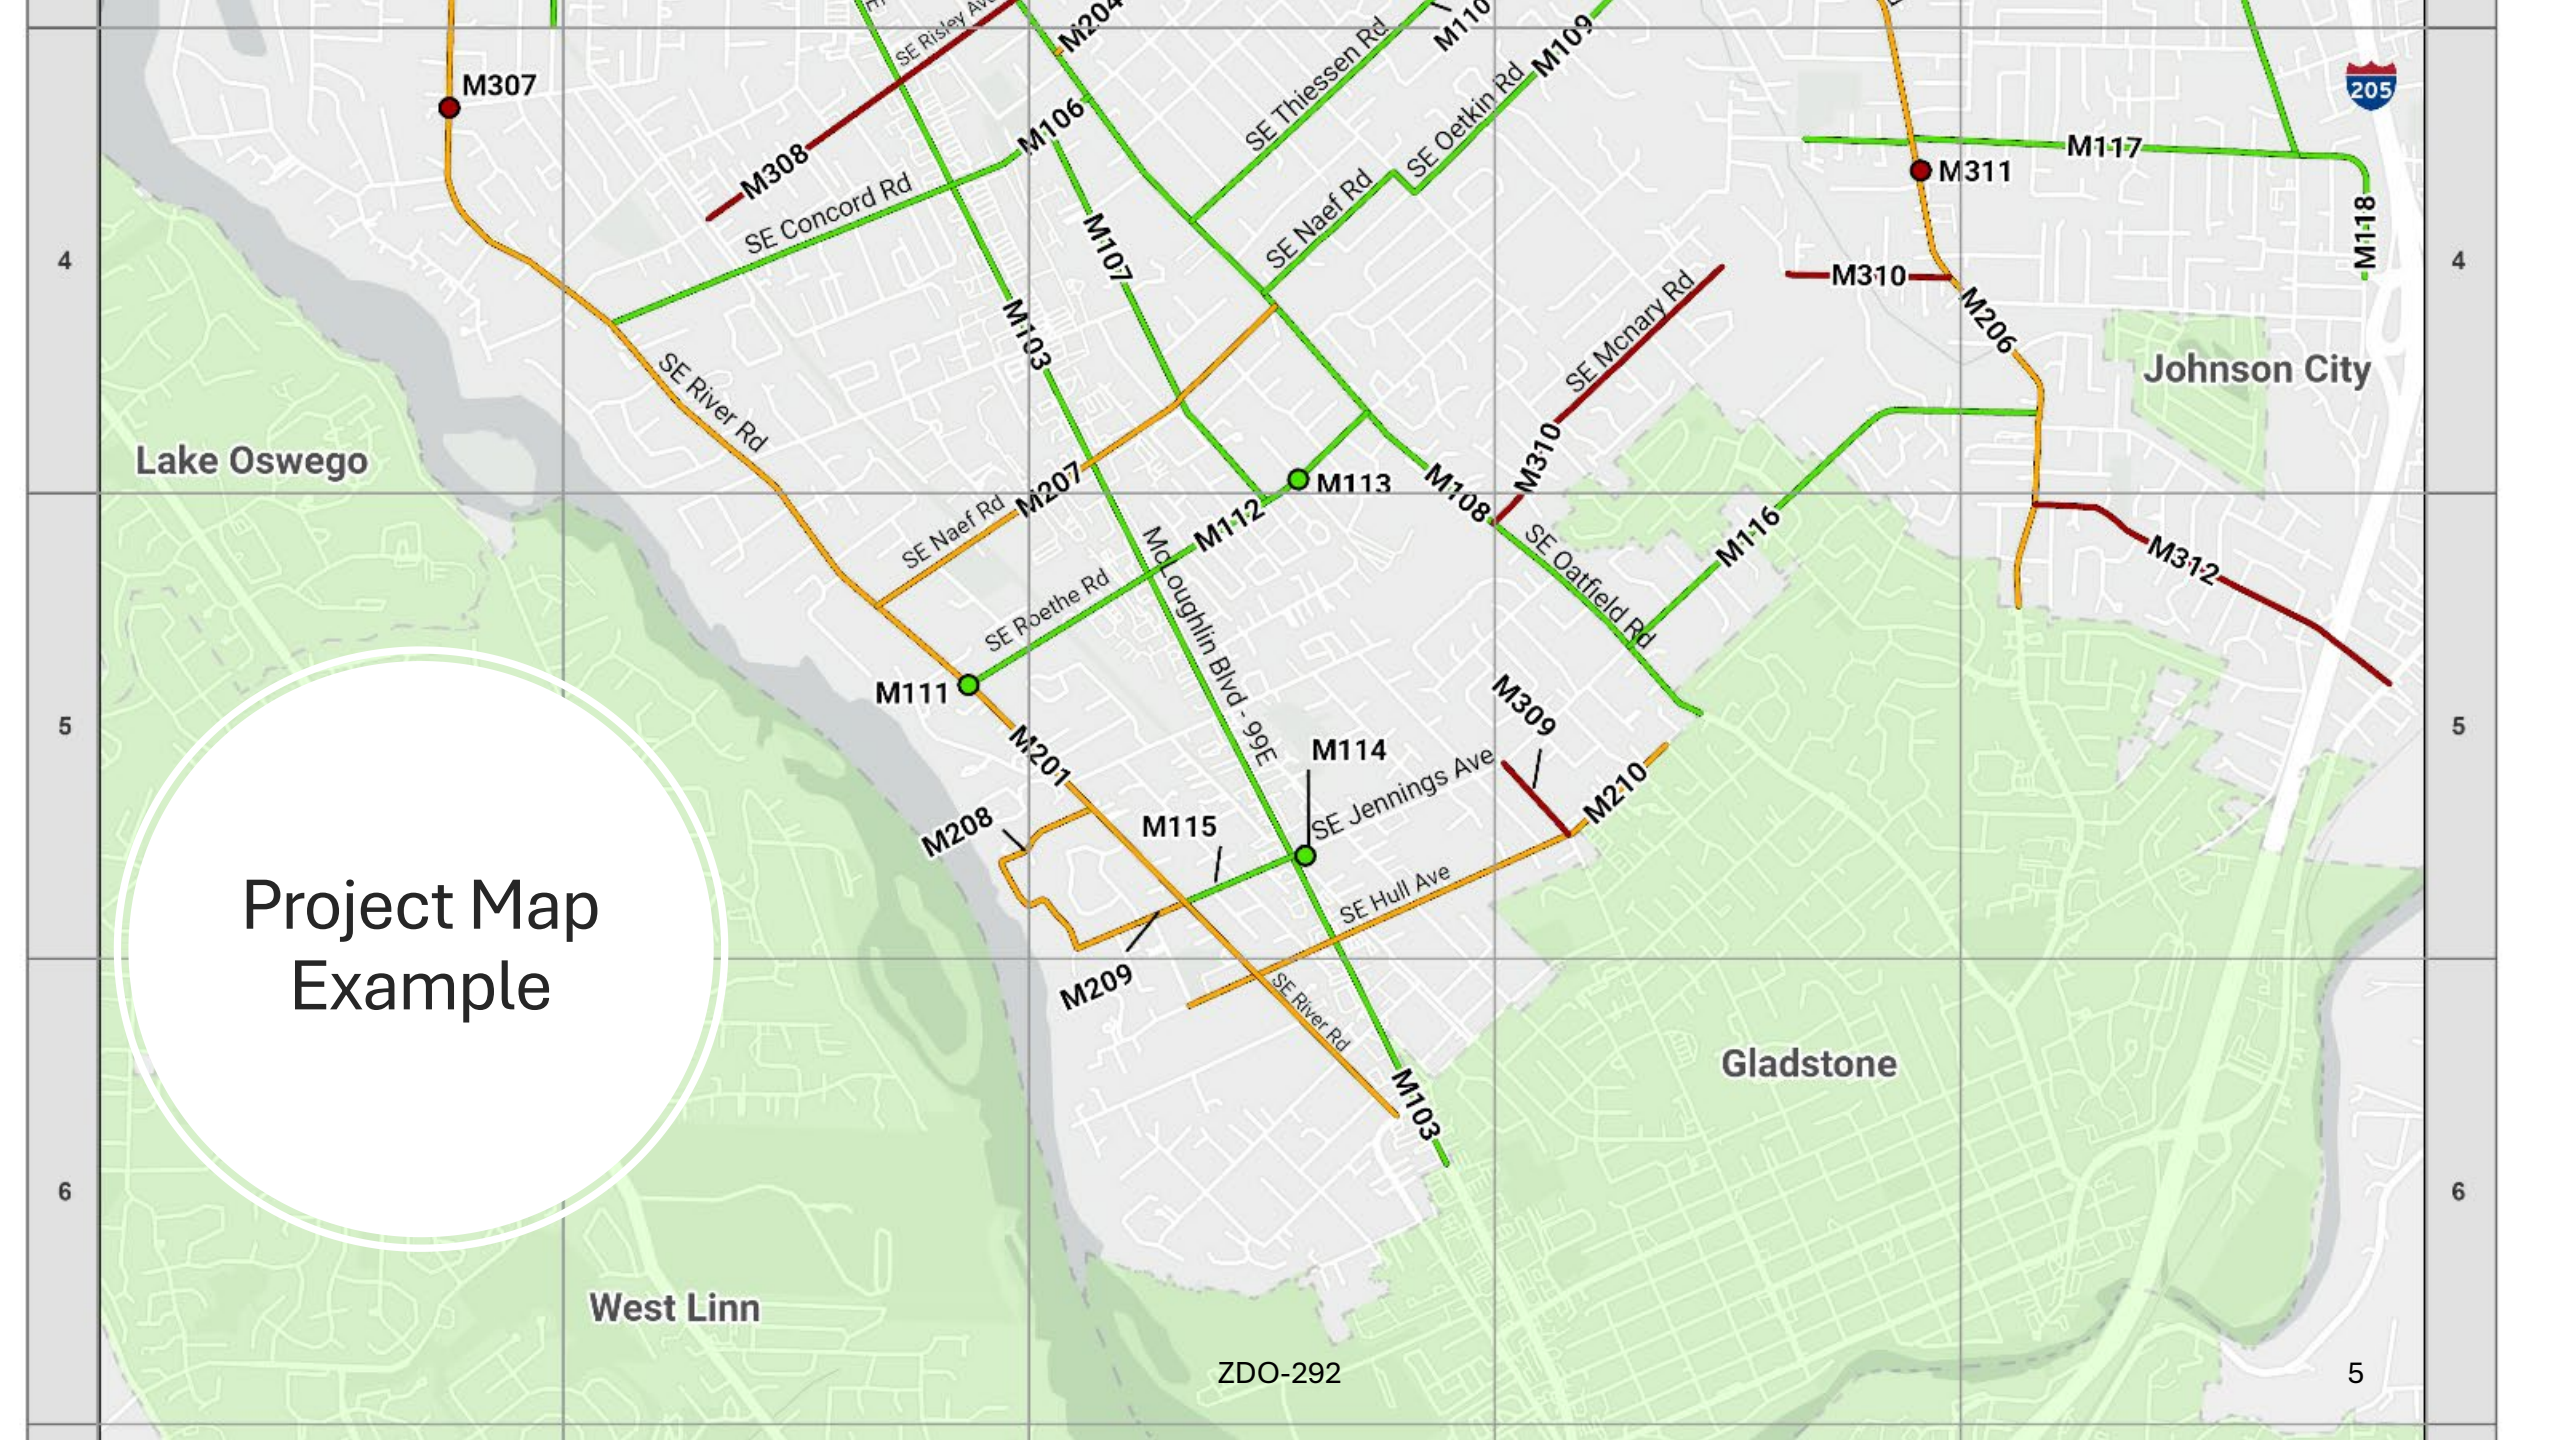 M204
M110
M109
SE Thiessen Rd
SE Oetkin Rd
M307
205
M106
M308
M117
M311
SE Concord Rd
SE Naef Rd
M107
M118
4
4
M310
SE Mcnary Rd
M206
M103
Johnson City
SE River Rd
Lake Oswego
M310
M207
M113
M108
SE Naef Rd
M112
M116
SE Oatfield Rd
M312
SE Roethe Rd
McLoughlin Blvd - 99E
M111
M309
5
5
M201
M114
SE Jennings Ave
M210
M208
M115
SE Hull Ave
Project Map
Example
M209
SE River Rd
Gladstone
M103
6
6
West Linn
ZDO-292
5